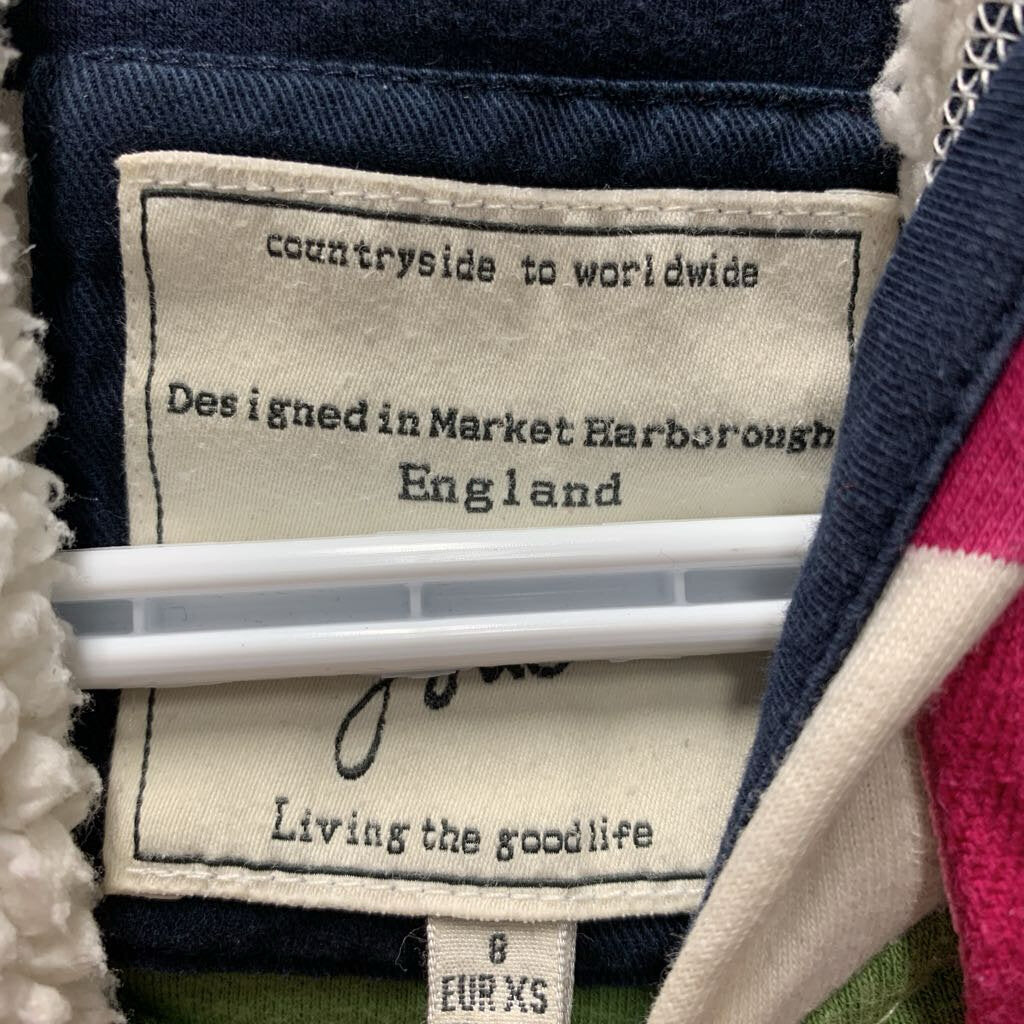 countryside to worldwide
Designed in Market Harborough
England
Living the good life
8
EUR XS